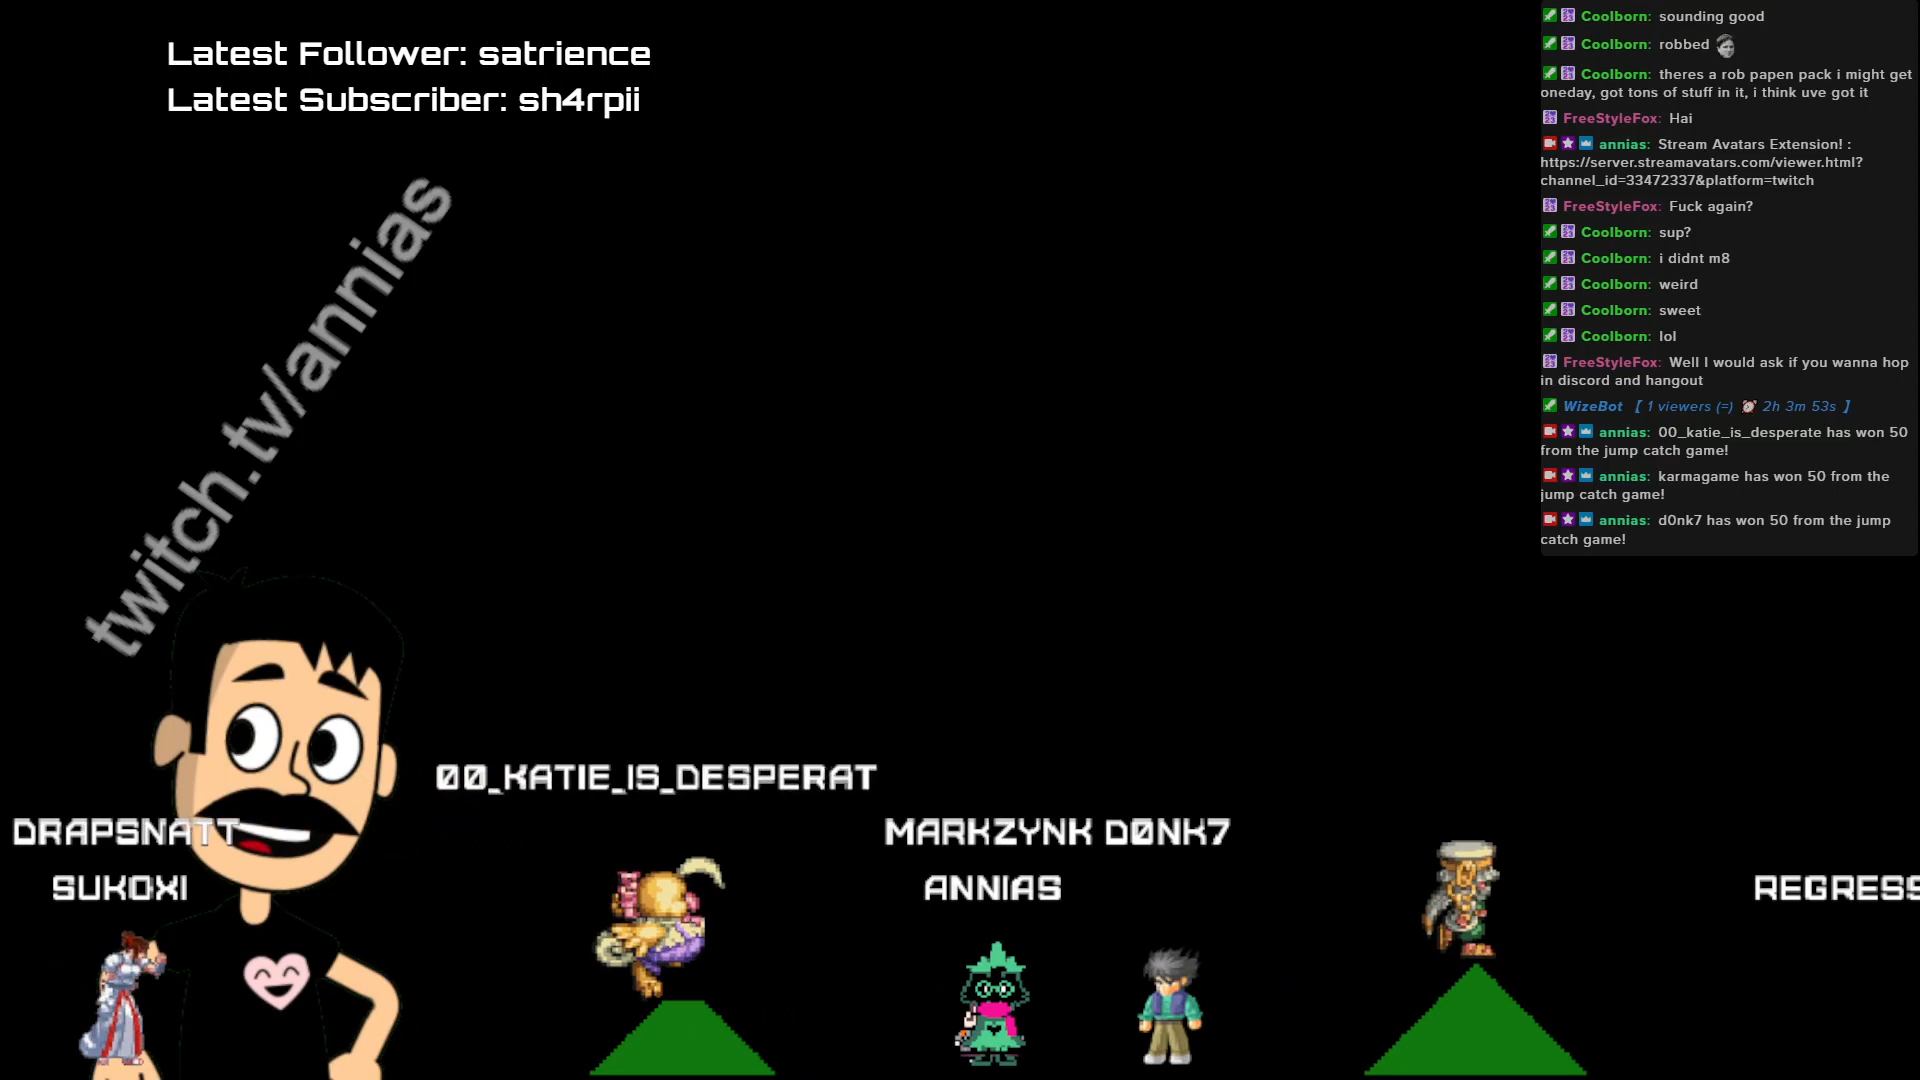 Latest Follower: satrience
Latest Subscriber: sh4rpii
twitch.tv/annias
Coolborn: sounding good
Coolborn: robbed
Coolborn: theres a rob papen pack i might get
oneday, got tons of stuff in it, i think uve got it
FreeStyleFox: Hai
annias: Stream Avatars Extension! :
https://server.streamavatars.com/viewer.html?
channel_id=33472337&platform=twitch
FreeStyleFox: Fuck again?
Coolborn: sup?
Coolborn: i didnt m8
Coolborn: weird
Coolborn: sweet
Coolborn: lol
FreeStyleFox: Well I would ask if you wanna hop
in discord and hangout
WizeBot 【 1 viewers (=) ⏰ 2h 3m 53s 】
annias: 00_katie_is_desperate has won 50
from the jump catch game!
annias: karmagame has won 50 from the
jump catch game!
annias: d0nk7 has won 50 from the jump
catch game!
00_KATIE_IS_DESPERAT
DRAPSNATT
MARKZYNK D0NK7
SUKOXI
ANNIAS
REGRESS